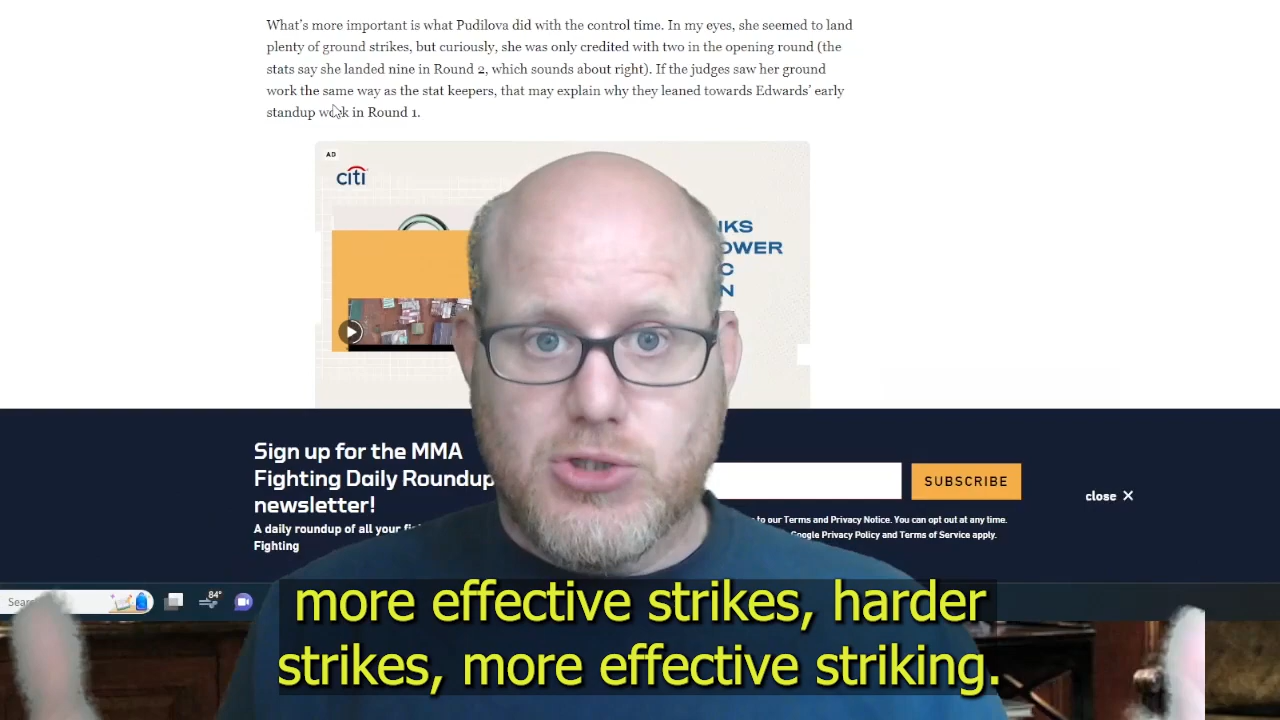 What's more important is what Pudilova did with the control time. In my eyes, she seemed to land
plenty of ground strikes, but curiously, she was only credited with two in the opening round (the
stats say she landed nine in Round 2, which sounds about right). If the judges saw her ground
work the same way as the stat keepers, that may explain why they leaned towards Edwards' early
standup work in Round 1.
AD
citi
NKS
OWER
C
N
Sign up for the MMA
Fighting Daily Roundup
newsletter!
A daily roundup of all your
Fighting
SUBSCRIBE
close ×
to our Terms and Privacy Notice. You can opt out at any time.
Google Privacy Policy and Terms of Service apply.
Sear
84°
more effective strikes, harder
strikes, more effective striking.